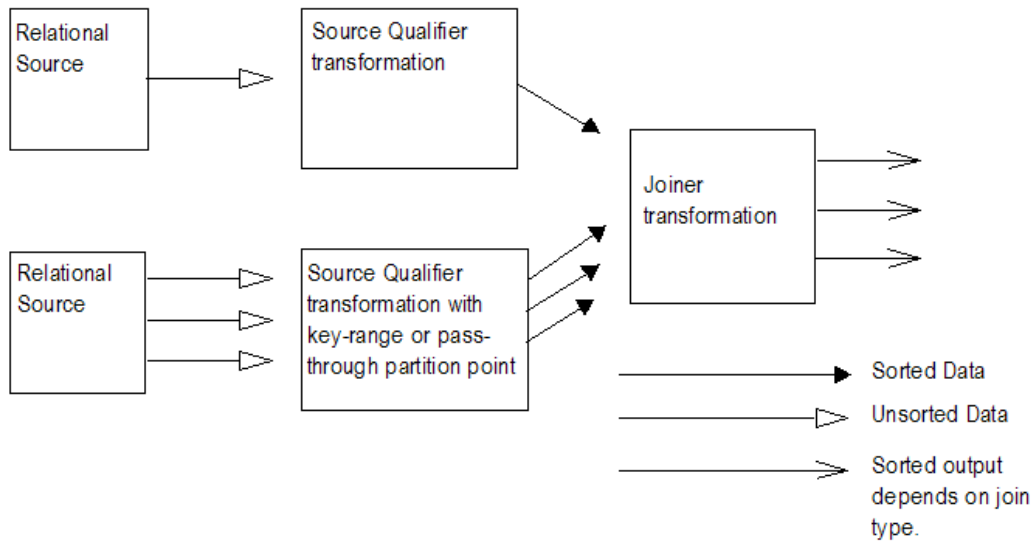 Relational
Source
Source Qualifier
transformation
Joiner
transformation
Relational
Source
Source Qualifier
transformation with
key-range or pass-
through partition point
Sorted Data
Unsorted Data
Sorted output
depends on join
type.